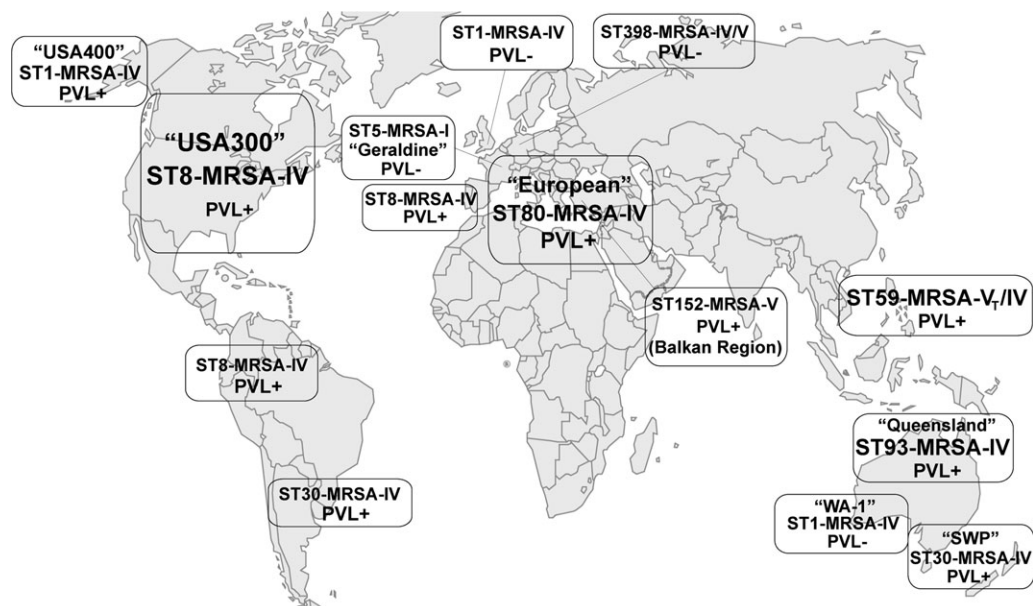 ST1-MRSA-IV
PVL-
ST398-MRSA-IV/V
PVL-
“USA400”
ST1-MRSA-IV
PVL+
“USA300”
ST8-MRSA-IV
PVL+
ST5-MRSA-I
“Geraldine”
PVL-
ST8-MRSA-IV
PVL+
“European”
ST80-MRSA-IV
PVL+
ST152-MRSA-V
PVL+
(Balkan Region)
ST59-MRSA-VT/IV
PVL+
ST8-MRSA-IV
PVL+
ST30-MRSA-IV
PVL+
“Queensland”
ST93-MRSA-IV
PVL+
“WA-1”
ST1-MRSA-IV
PVL-
“SWP”
ST30-MRSA-IV
PVL+